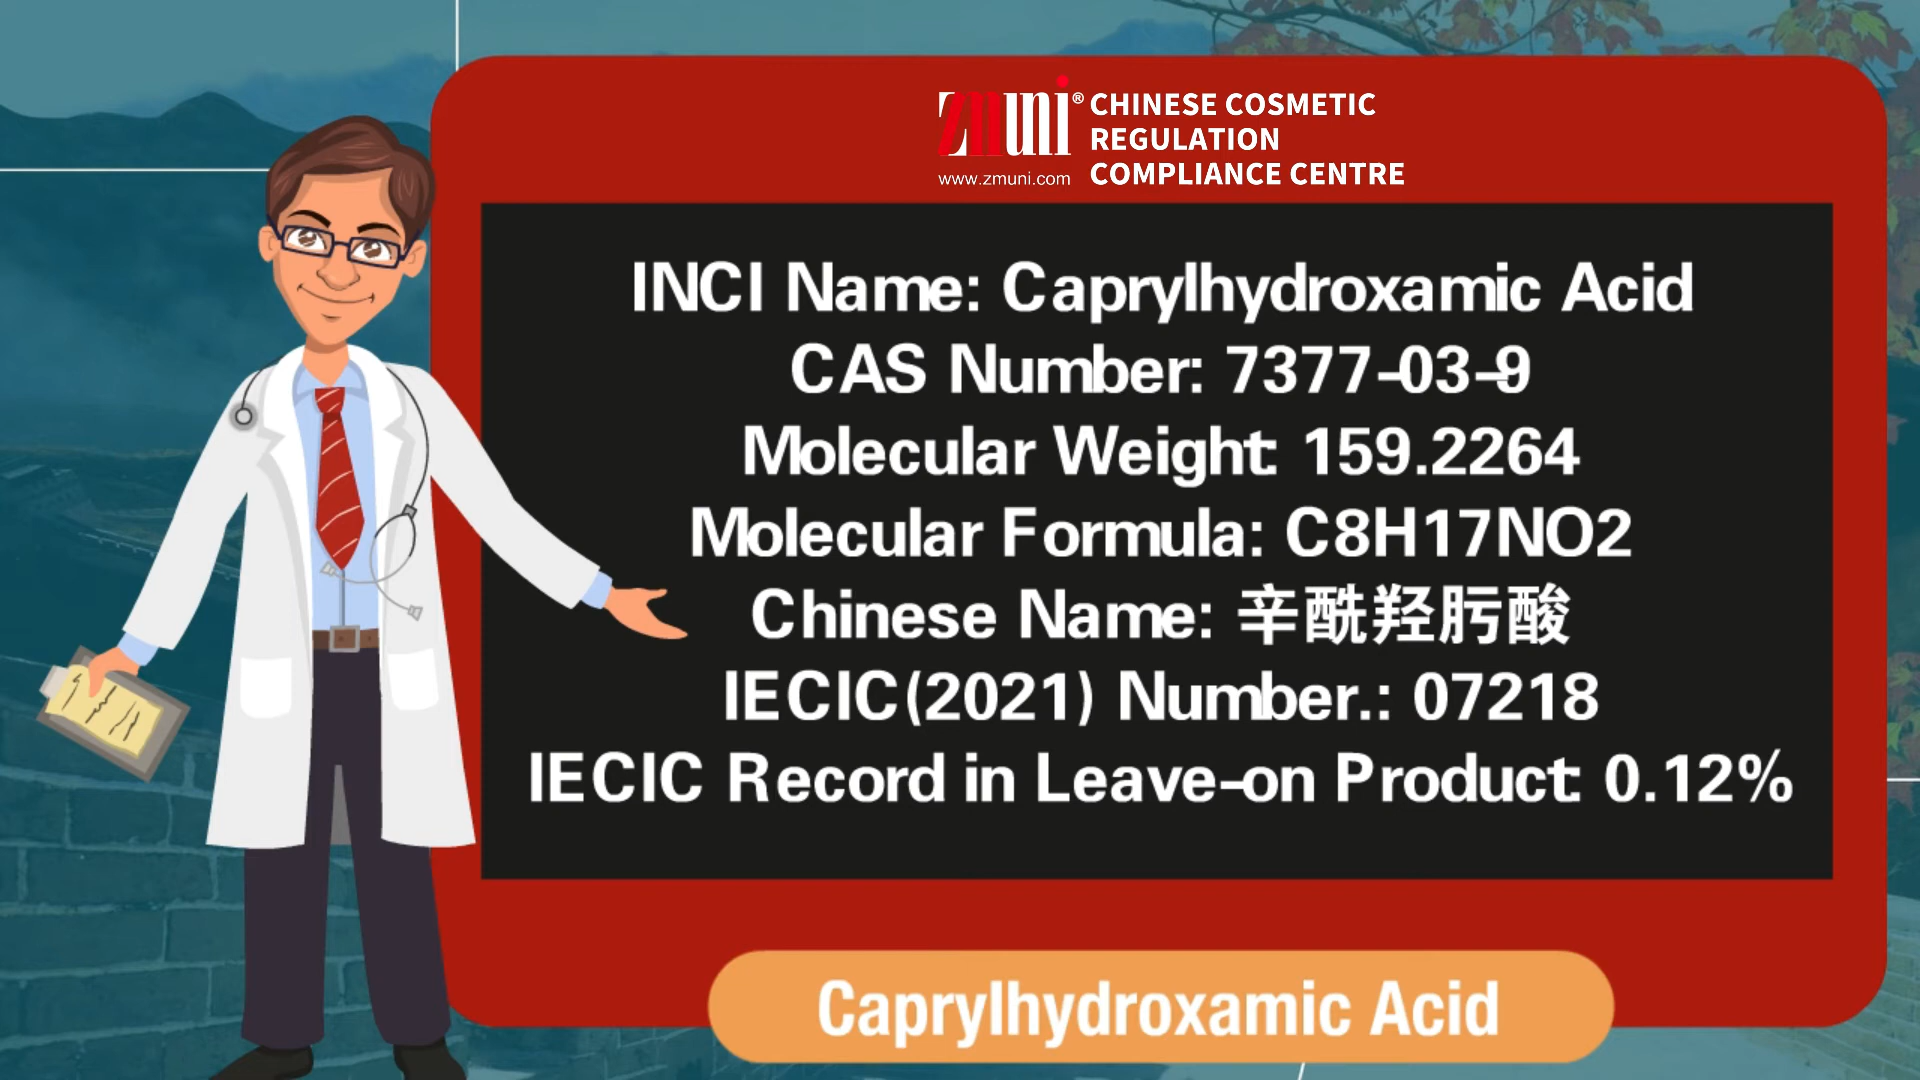 zmuni® CHINESE COSMETIC
REGULATION
www.zmuni.com COMPLIANCE CENTRE
INCI Name: Caprylhydroxamic Acid
CAS Number: 7377-03-9
Molecular Weight: 159.2264
Molecular Formula: C8H17NO2
Chinese Name: 辛酰羟肟酸
IECIC(2021) Number.: 07218
IECIC Record in Leave-on Product: 0.12%
Caprylhydroxamic Acid